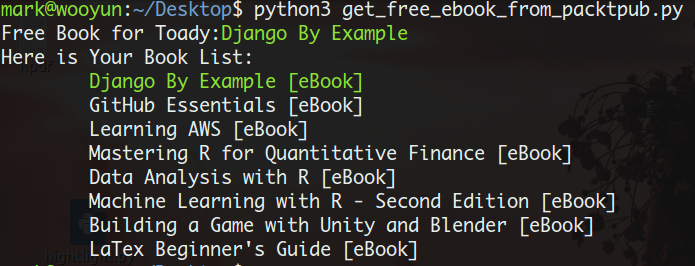 mark@wooyun:~/Desktop$ python3 get_free_ebook_from_packtpub.py
Free Book for Toady:Django By Example
Here is Your Book List:
Django By Example [eBook]
GitHub Essentials [eBook]
Learning AWS [eBook]
Mastering R for Quantitative Finance [eBook]
Data Analysis with R [eBook]
Machine Learning with R - Second Edition [eBook]
Building a Game with Unity and Blender [eBook]
LaTex Beginner's Guide [eBook]